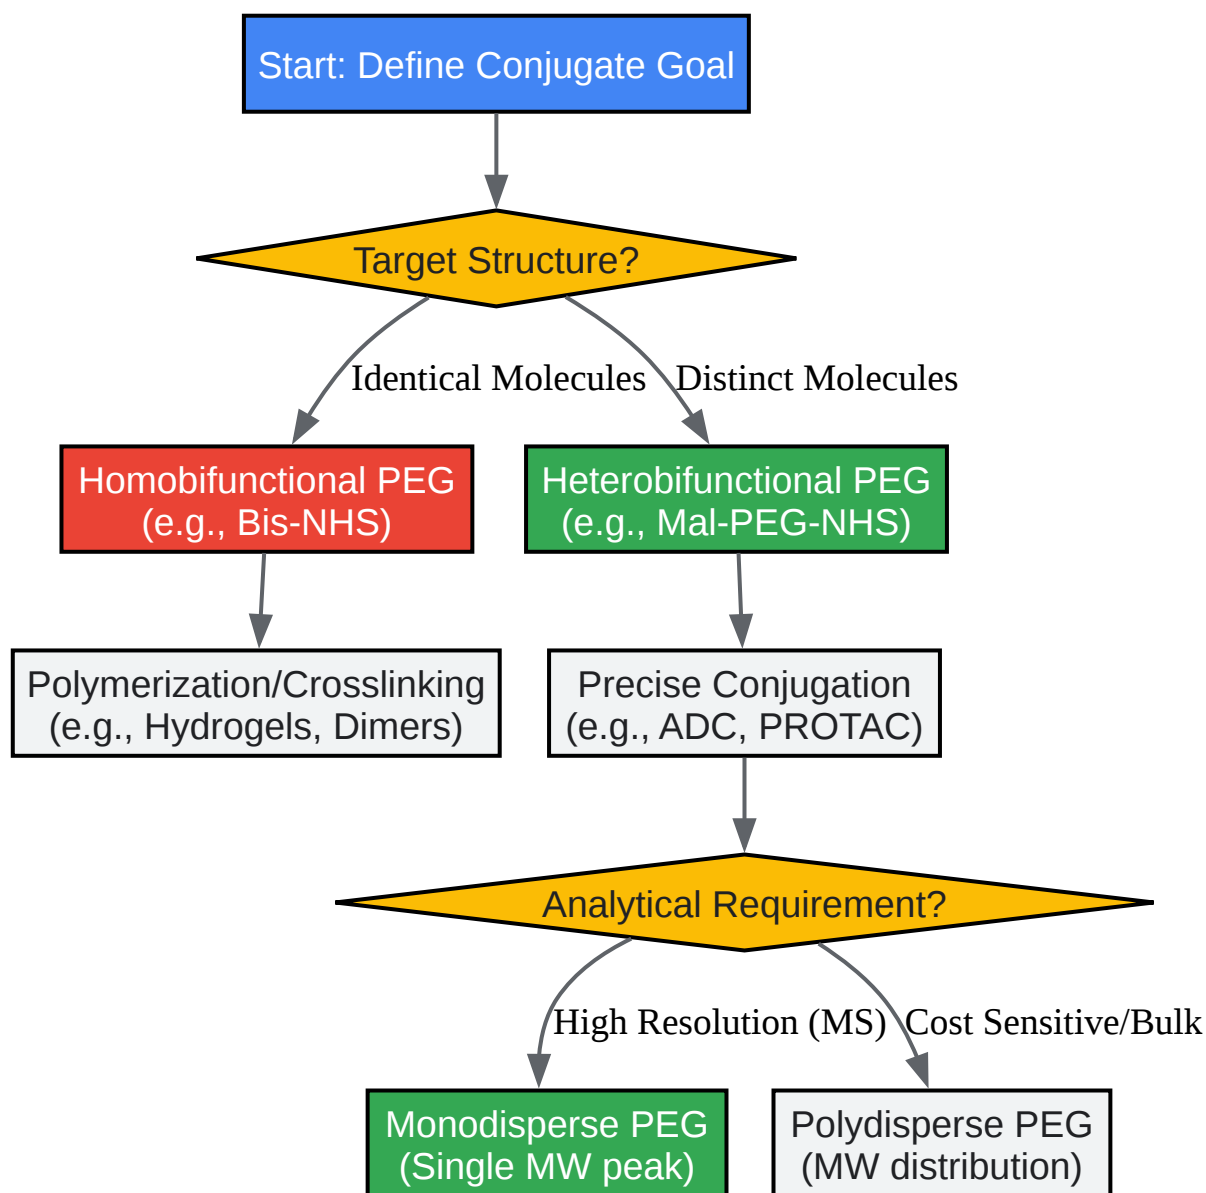 Start: Define Conjugate Goal
Target Structure?
Identical Molecules
Distinct Molecules
Homobifunctional PEG
(e.g., Bis-NHS)
Heterobifunctional PEG
(e.g., Mal-PEG-NHS)
Polymerization/Crosslinking
(e.g., Hydrogels, Dimers)
Precise Conjugation
(e.g., ADC, PROTAC)
Analytical Requirement?
High Resolution (MS)
Cost Sensitive/Bulk
Monodisperse PEG
(Single MW peak)
Polydisperse PEG
(MW distribution)